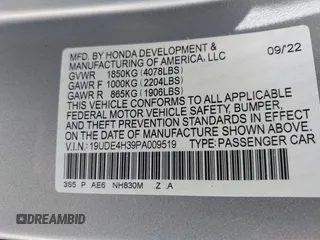 MFD. BY HONDA DEVELOPMENT &
MANUFACTURING OF AMERICA, LLC
09/22
GVWR 1850KG (4078LBS)
GAWR F 1000KG (2204LBS)
GAWR R 865KG (1906LBS)
THIS VEHICLE CONFORMS TO ALL APPLICABLE
FEDERAL MOTOR VEHICLE SAFETY, BUMPER,
AND THEFT PREVENTION STANDARDS IN
EFFECT ON THE DATE OF MANUFACTURE
SHOWN ABOVE.
V.I.N.: 19UDE4H39PA009519 TYPE:PASSENGER CAR
3S5 P AE6 NH830M Z A
DREAMBID